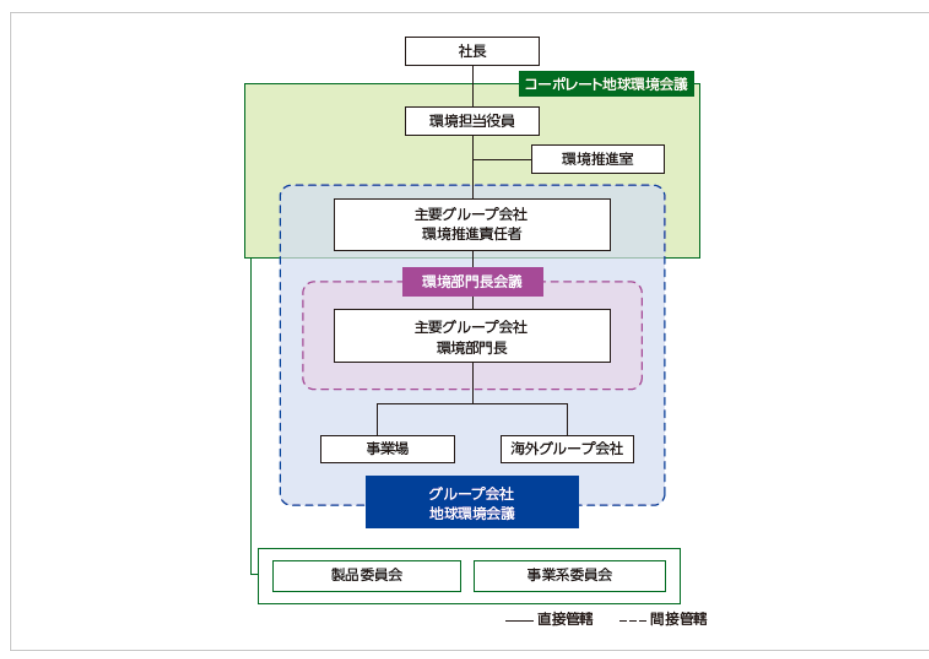 社長
コーポレート地球環境会議
環境担当役員
環境推進室
主要グループ会社
環境推進責任者
環境部門長会議
主要グループ会社
環境部門長
事業場
海外グループ会社
グループ会社
地球環境会議
製品委員会
事業系委員会
直接管轄
間接管轄